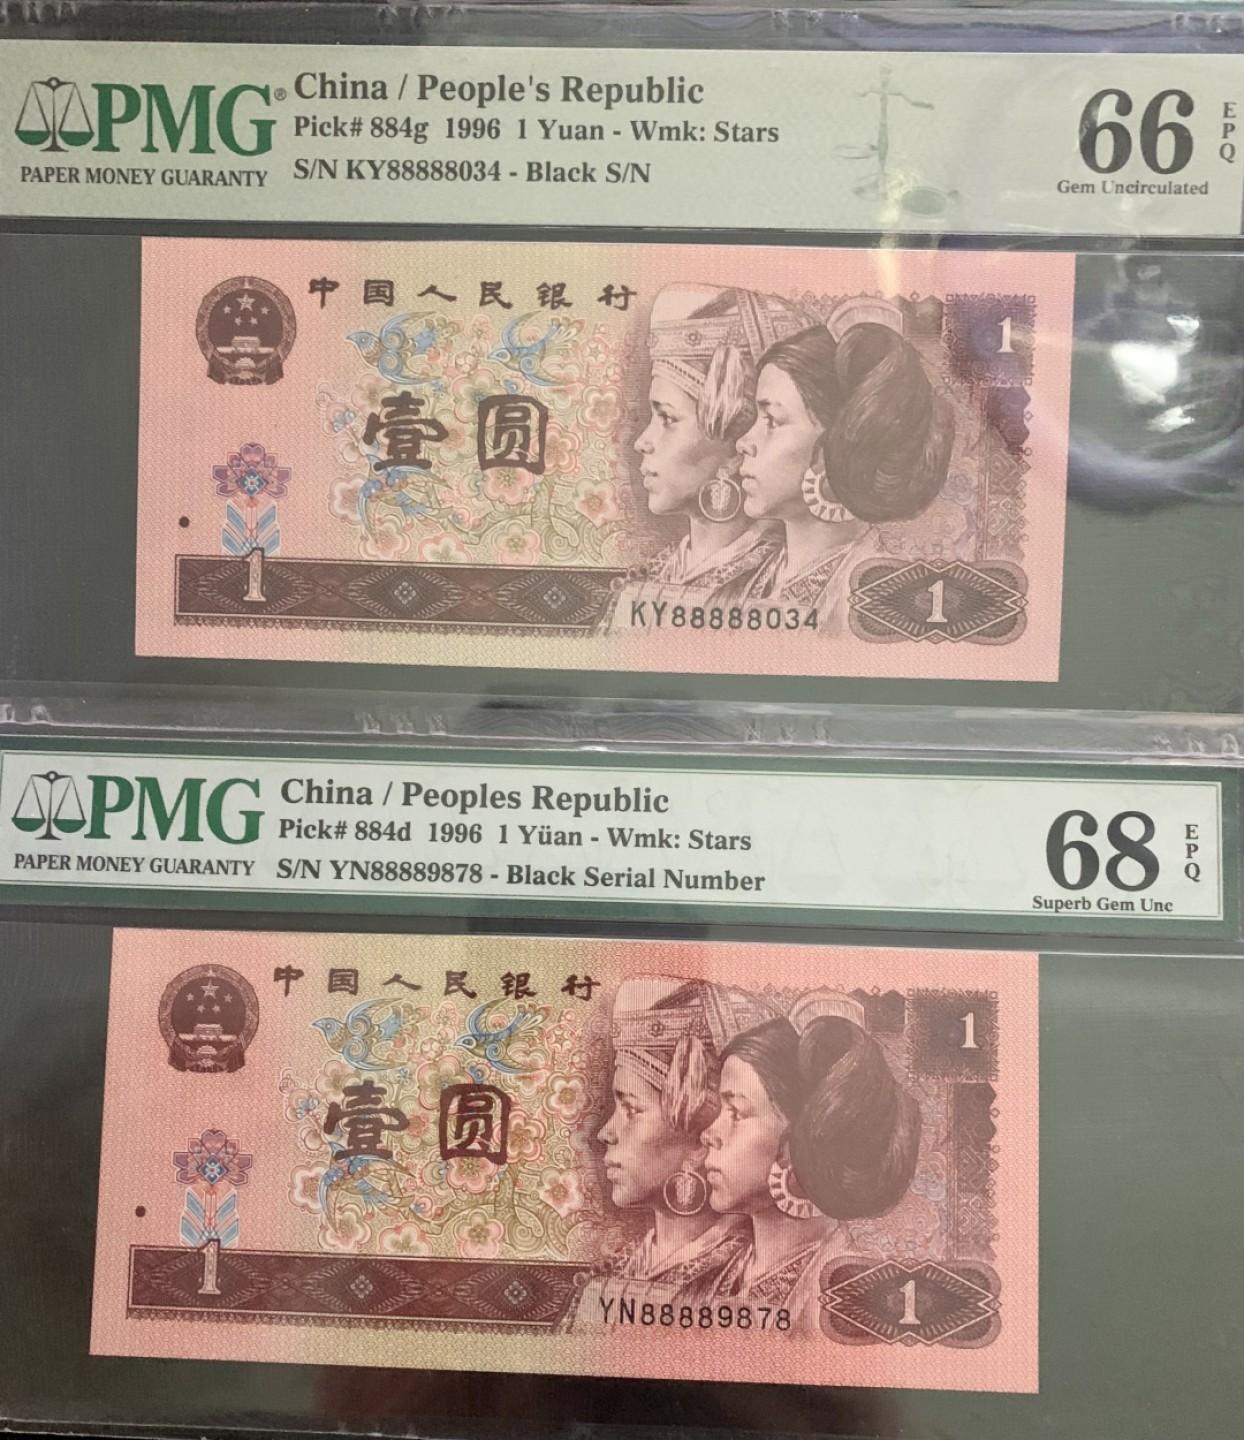 PMG®
PAPER MONEY GUARANTY
China / People's Republic
Pick# 884g 1996 1 Yuan - Wmk: Stars
S/N KY88888034 - Black S/N
66
EPQ
Gem Uncirculated
中国人民银行
1
壹圆
1
KY88888034
1
PMG
PAPER MONEY GUARANTY
China / Peoples Republic
Pick# 884d 1996 1 Yüan - Wmk: Stars
S/N YN88889878 - Black Serial Number
68
EPQ
Superb Gem Unc
中国人民银行
1
壹圆
1
YN88889878
1